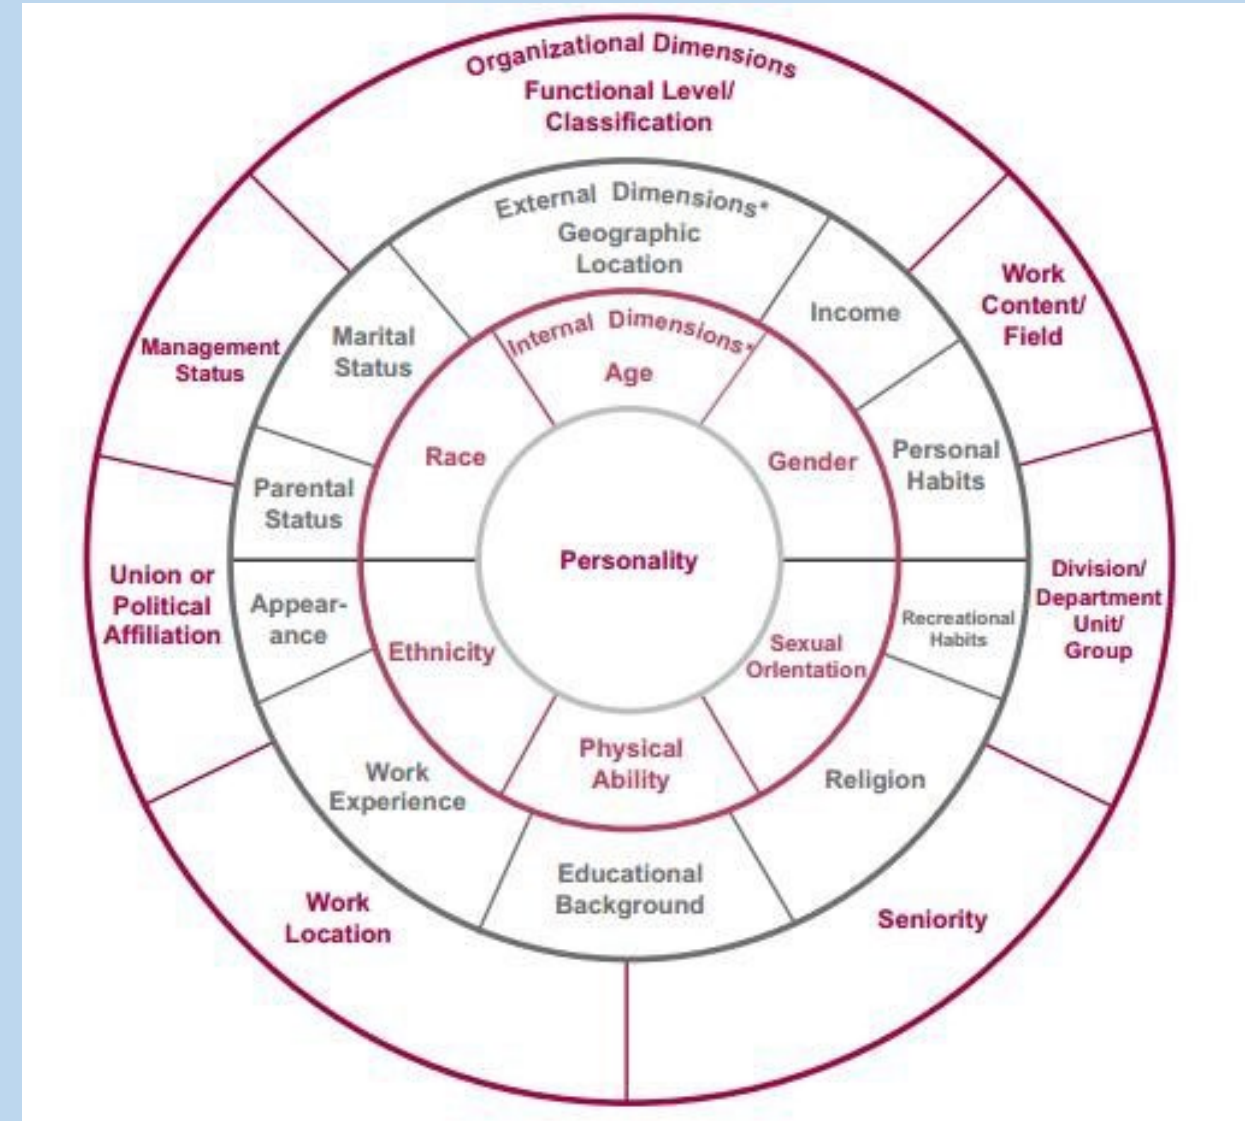 Organizational Dimensions
Functional Level/
Classification
External Dimensions*
Geographic
Location
Internal Dimensions*
Age
Income
Work
Content/
Field
Marital
Status
Management
Status
Race
Gender
Personal
Habits
Parental
Status
Personality
Union or
Political
Affiliation
Appear-
ance
Ethnicity
Sexual
Orlentation
Recreational
Habits
Division/
Department
Unit/
Group
Physical
Ability
Work
Experience
Religion
Educational
Background
Work
Location
Seniority